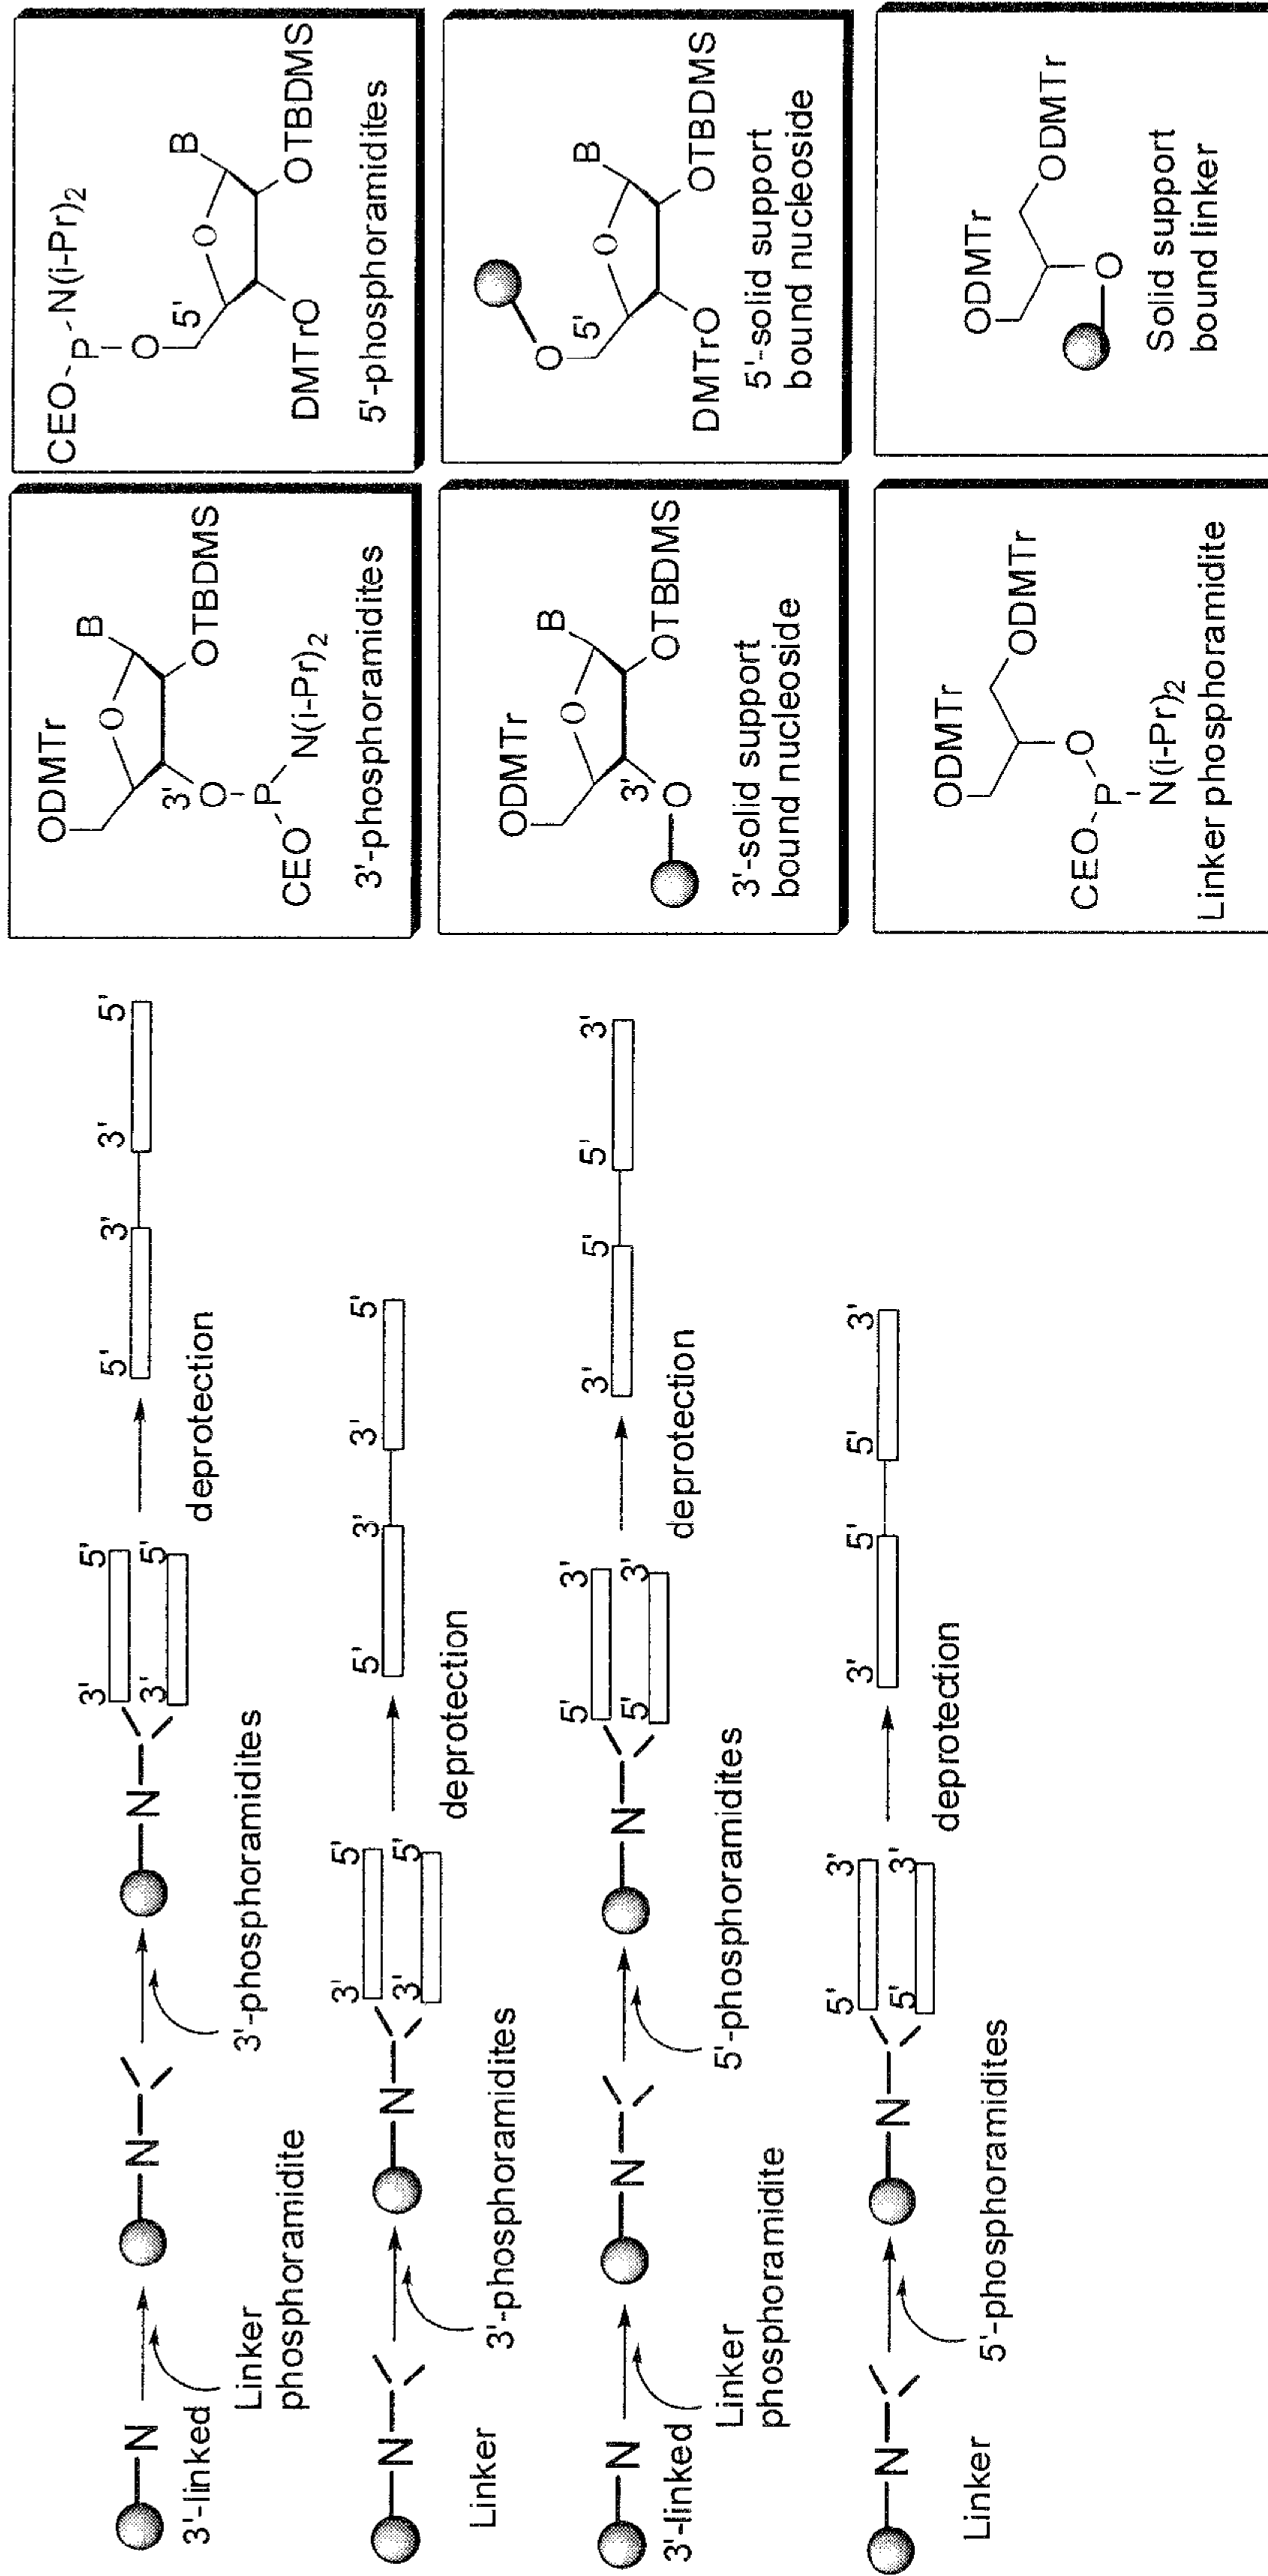 5' 3' 3' 5'
3' 5'
3' 5'
N N N
3'-linked
Linker
phosphoramidite
3'-phosphoramidites
deprotection
5' 3' 3' 5'
3' 5'
3' 5'
N N
Linker
3'-phosphoramidites
deprotection
3' 5' 5' 3'
5' 3'
5' 3'
N N N
3'-linked
Linker
phosphoramidite
5'-phosphoramidites
deprotection
3' 5' 5' 3'
5' 3'
5' 3'
N N
Linker
5'-phosphoramidites
deprotection
ODMTr
B
O
3'
O
OTBDMS
P
CEO
N(i-Pr)2
3'-phosphoramidites
CEO
P
N(i-Pr)2
O
5'
B
O
DMTrO
OTBDMS
5'-phosphoramidites
ODMTr
B
O
3'
O
OTBDMS
3'-solid support
bound nucleoside
O
5'
B
O
DMTrO
OTBDMS
5'-solid support
bound nucleoside
ODMTr
ODMTr
O
CEO
P
N(i-Pr)2
Linker phosphoramidite
ODMTr
ODMTr
O
Solid support
bound linker